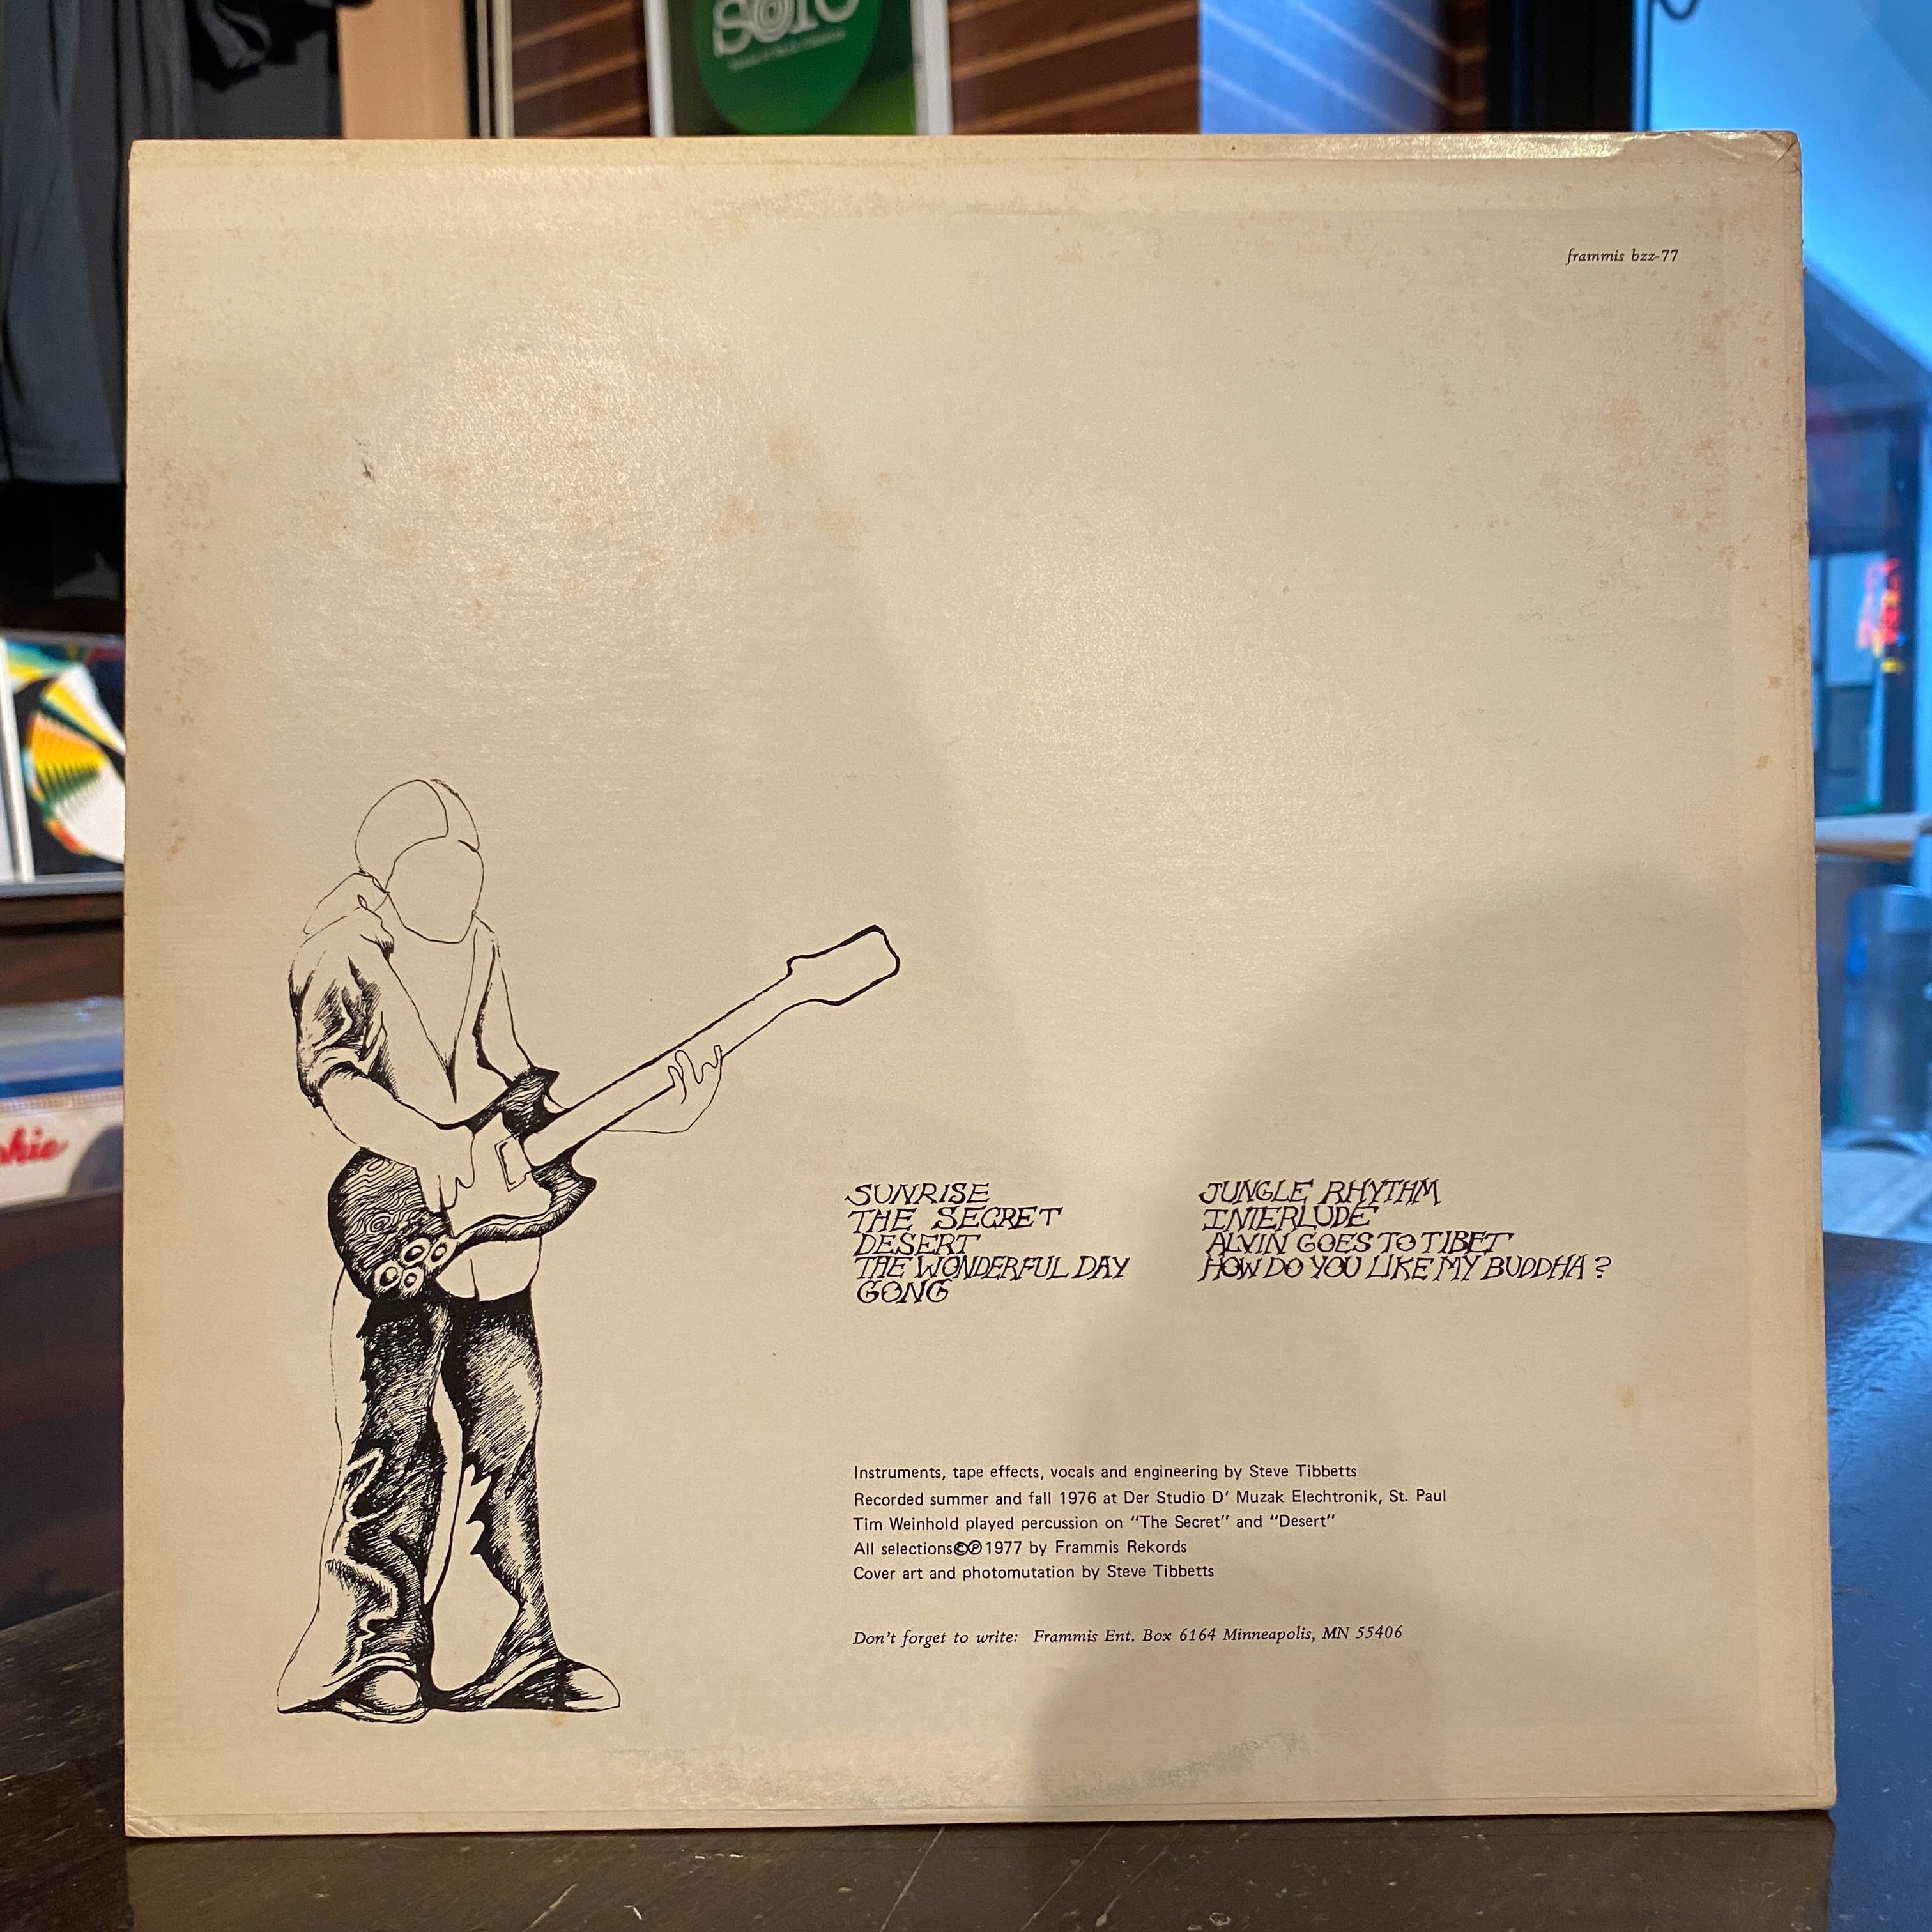 frammis bzz-77
SUNRISE
THE SECRET
DESERT
THE WONDERFUL DAY
GONG
JUNGLE RHYTHM
INTERLUDE
ALVIN GOES TO TIBET
HOW DO YOU LIKE MY BUDDHA?
Instruments, tape effects, vocals and engineering by Steve Tibbetts
Recorded summer and fall 1976 at Der Studio D' Muzak Elechtronik, St. Paul
Tim Weinhold played percussion on "The Secret" and "Desert"
All selections©℗1977 by Frammis Rekords
Cover art and photomutation by Steve Tibbetts
Don't forget to write: Frammis Ent. Box 6164 Minneapolis, MN 55406